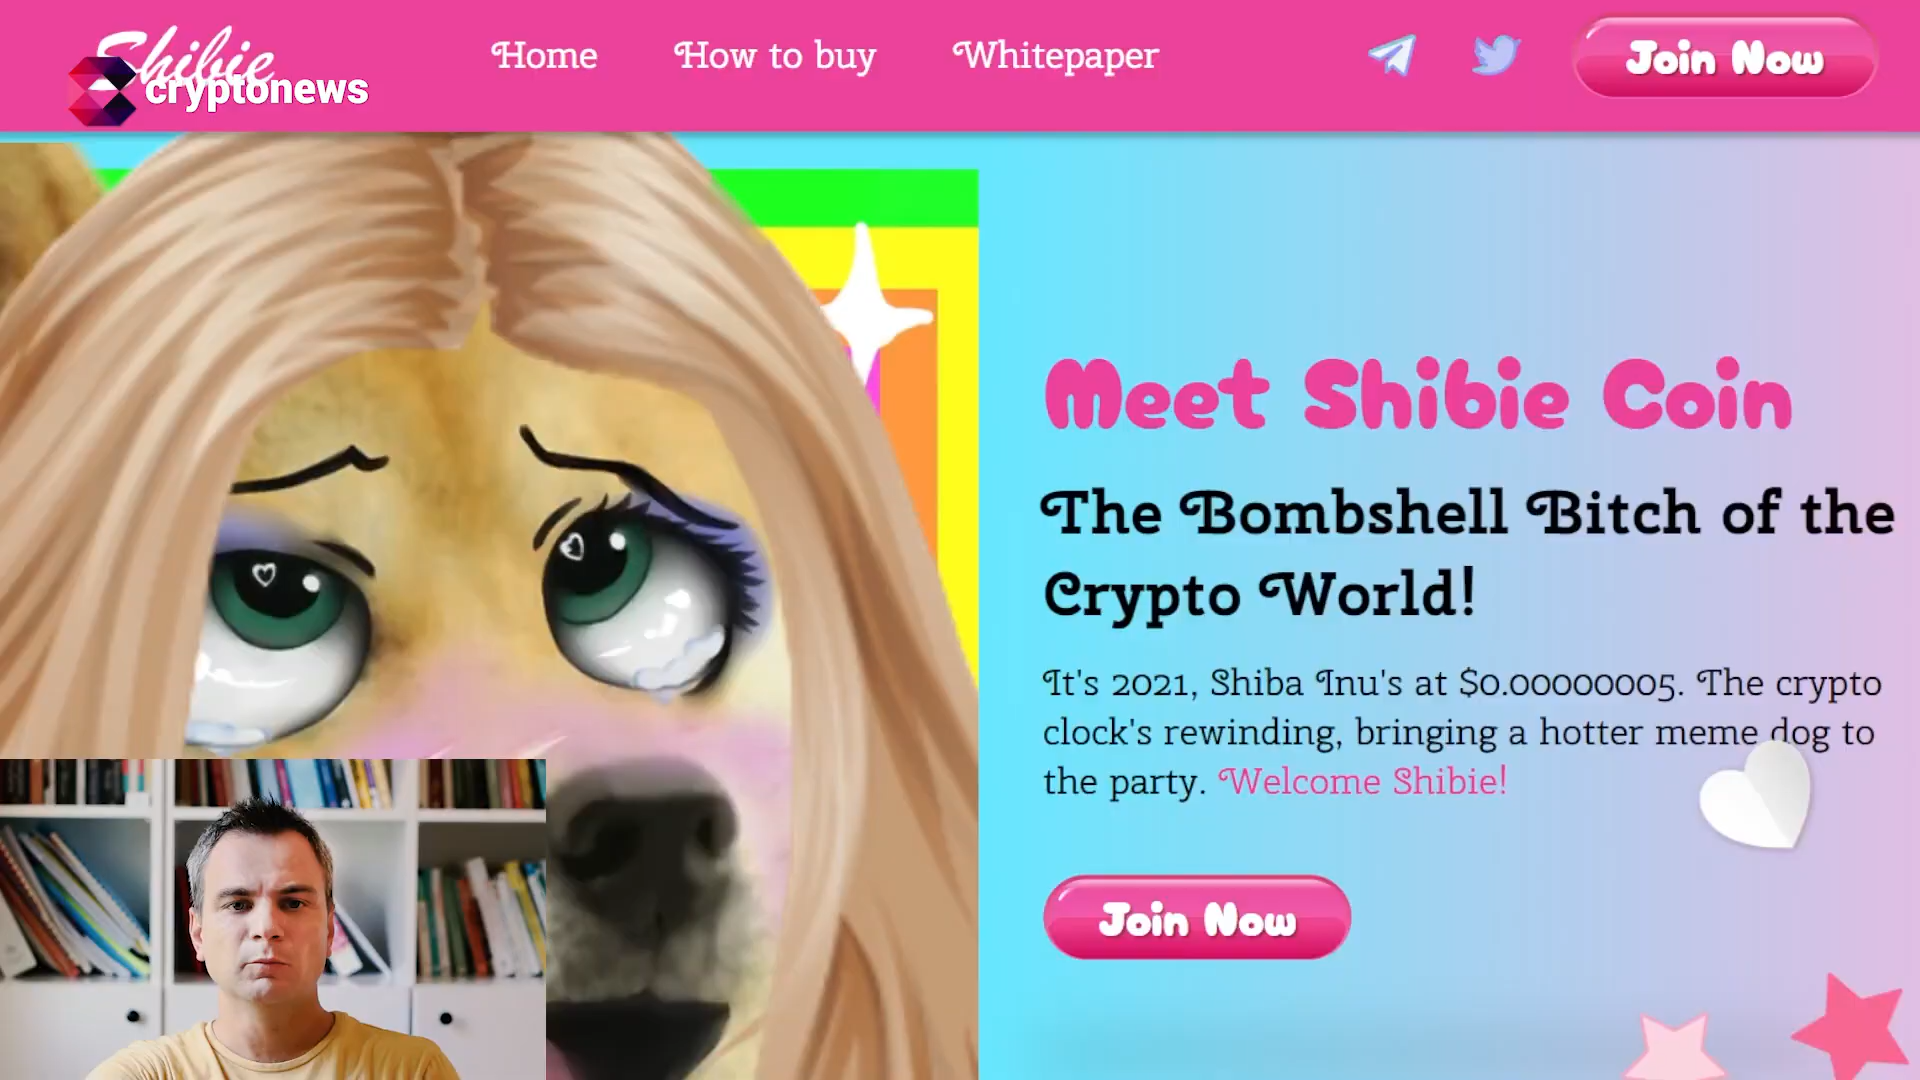 Shibie
cryptonews
Home
How to buy
Whitepaper
Join Now
Meet Shibie Coin
The Bombshell Bitch of the
Crypto World!
It's 2021, Shiba Inu's at $0.00000005. The crypto
clock's rewinding, bringing a hotter meme dog to
the party. Welcome Shibie!
Join Now